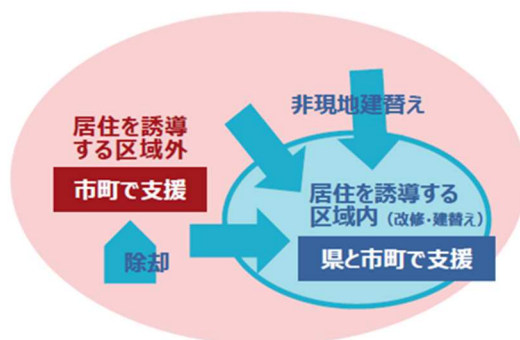 非現地建替え
居住を誘導
する区域外
市町で支援
居住を誘導する
区域内（改修・建替え）
県と市町で支援
除却